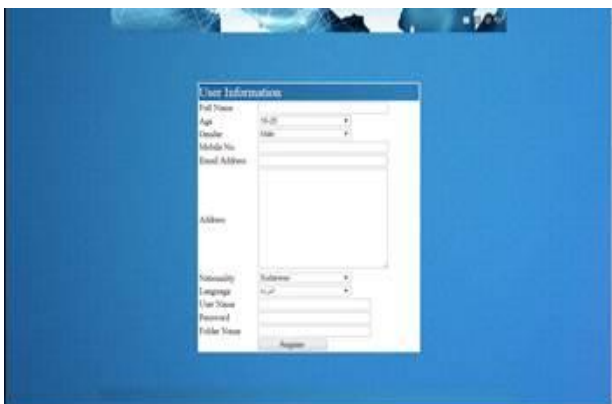 User Information
Full Name
Age 18-25
Gender Male
Mobile No
Email Address
Address
Nationality
Language
User Name
Password
Folder Name
Register